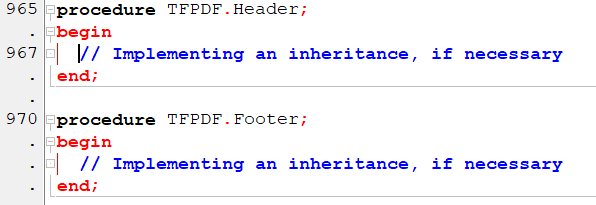 965 procedure TFPDF.Header;
. begin
967 // Implementing an inheritance, if necessary
. end;
.
970 procedure TFPDF.Footer;
. begin
. // Implementing an inheritance, if necessary
. end;